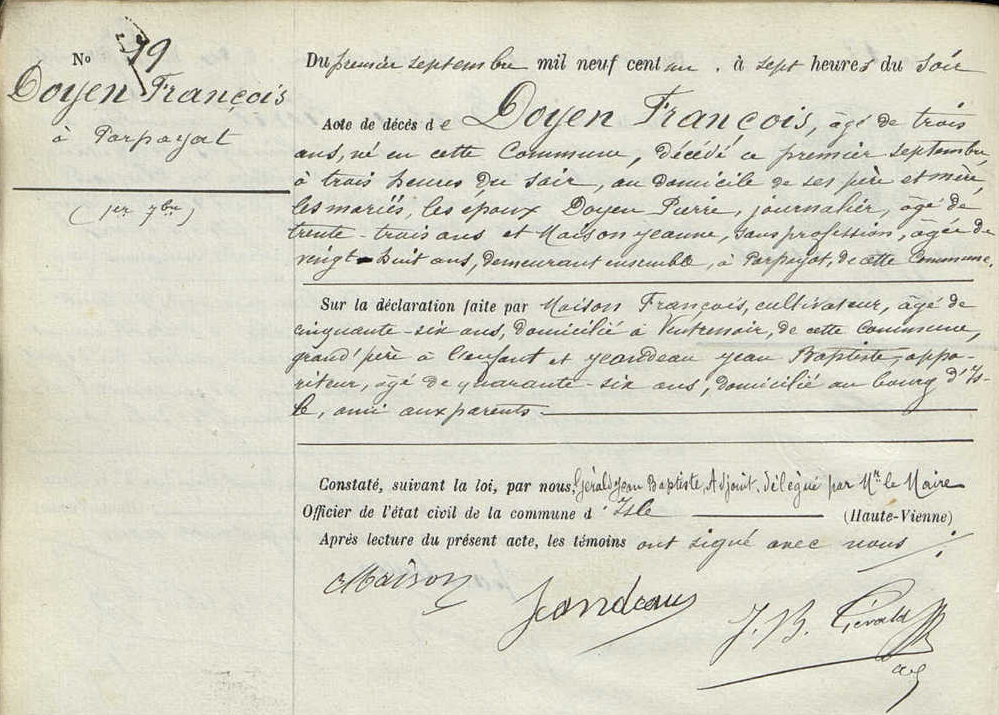 No 19
Doyen François
à Parpayat
(1er 7bre)
Du premier septembre mil neuf cent un. à sept heures du soir
Acte de décès de Doyen François, âgé de trois
ans, né en cette Commune, décédé ce premier septembre,
à trois heures du soir, au domicile de ses père et mère,
les mariés, les époux Doyen Pierre, journalier, âgé de
trente-trois ans et Maison Jeanne, sans profession, âgée de
vingt-huit ans, demeurant ensemble, à Parpayat, de cette Commune.
Sur la déclaration faite par Maison François, cultivateur, âgé de
cinquante-six ans, domicilié à Ventenoir, de cette Commune,
grand'père à l'enfant et Jeandeau Jean Baptiste, appa-
riteur, âgé de quarante-six ans, domicilié au bourg d'Is-
le, ami aux parents.
Constaté, suivant la loi, par nous, Gérald Jean Baptiste, Adjoint, délégué par Mr le Maire
Officier de l'état civil de la commune d'Isle (Haute-Vienne)
Après lecture du présent acte, les témoins ont signé avec nous
Maison
Jeandeau
J. B. Gérald